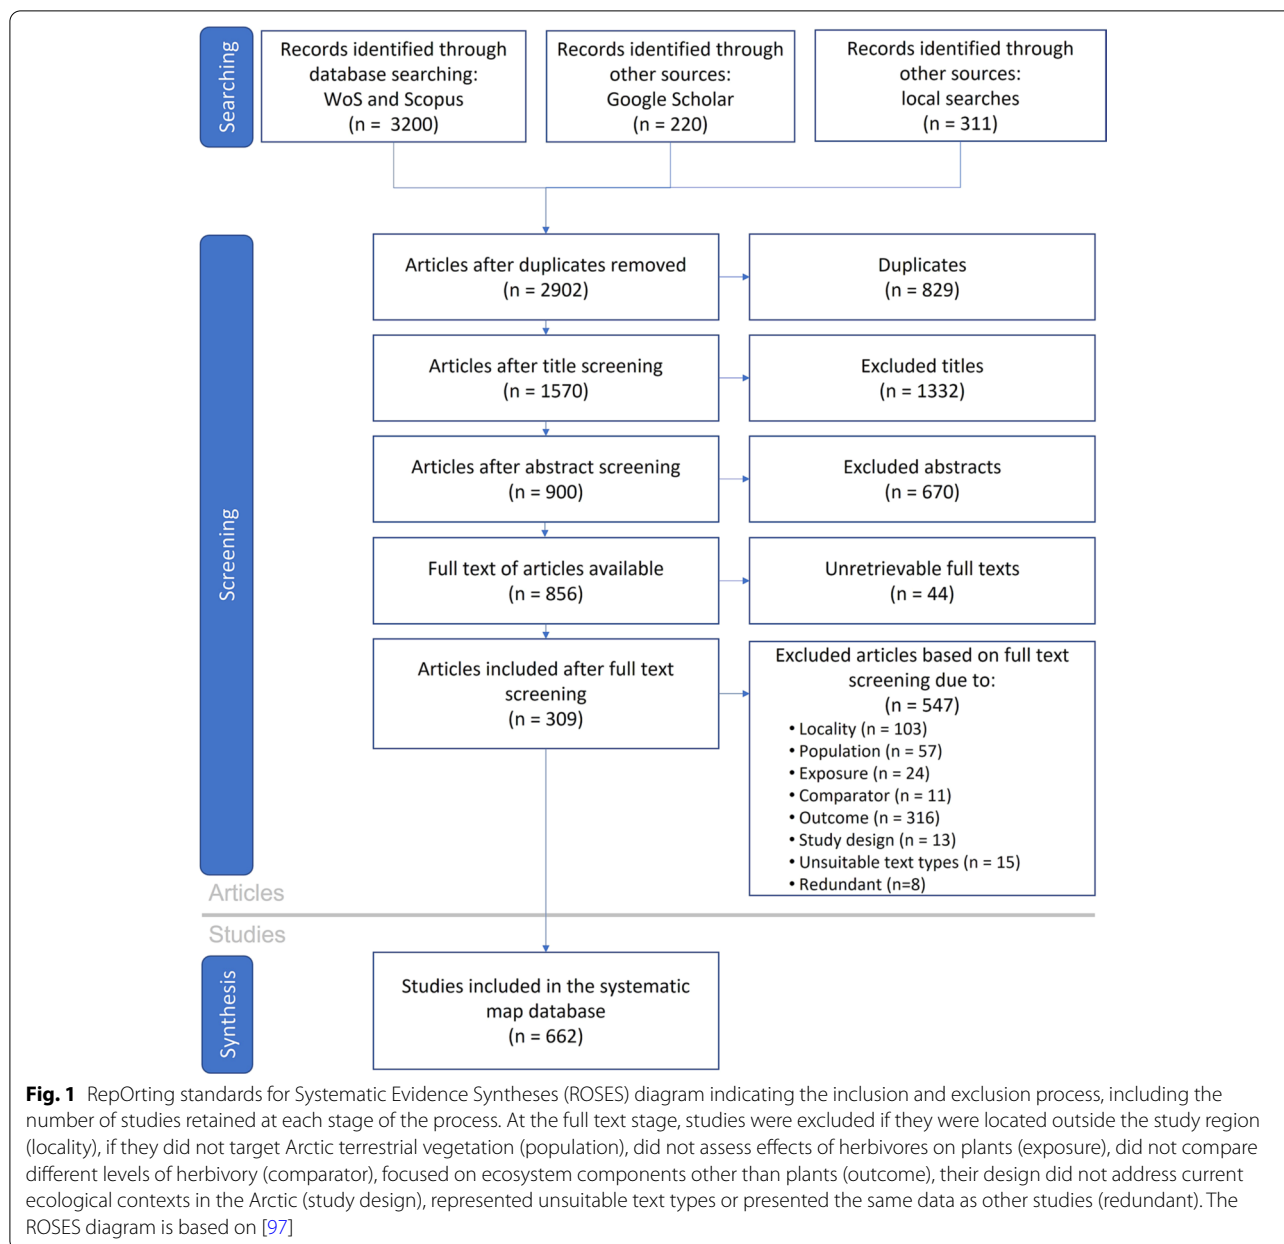 Searching
Records identified through
database searching:
WoS and Scopus
(n =  3200)
Records identified through
other sources:
Google Scholar
(n = 220)
Records identified through
other sources:
local searches
(n = 311)
Screening
Articles after duplicates removed
(n = 2902)
Duplicates
(n = 829)
Articles after title screening
(n = 1570)
Excluded titles
(n = 1332)
Articles after abstract screening
(n = 900)
Excluded abstracts
(n = 670)
Full text of articles available
(n = 856)
Unretrievable full texts
(n = 44)
Articles included after full text
screening
(n = 309)
Excluded articles based on full text
screening due to:
(n = 547)
• Locality (n = 103)
• Population (n = 57)
• Exposure (n = 24)
• Comparator (n = 11)
• Outcome (n = 316)
• Study design (n = 13)
• Unsuitable text types (n = 15)
• Redundant (n=8)
Articles
Studies
Synthesis
Studies included in the systematic
map database
(n = 662)
Fig. 1 RepOrting standards for Systematic Evidence Syntheses (ROSES) diagram indicating the inclusion and exclusion process, including the
number of studies retained at each stage of the process. At the full text stage, studies were excluded if they were located outside the study region
(locality), if they did not target Arctic terrestrial vegetation (population), did not assess effects of herbivores on plants (exposure), did not compare
different levels of herbivory (comparator), focused on ecosystem components other than plants (outcome), their design did not address current
ecological contexts in the Arctic (study design), represented unsuitable text types or presented the same data as other studies (redundant). The
ROSES diagram is based on [97]